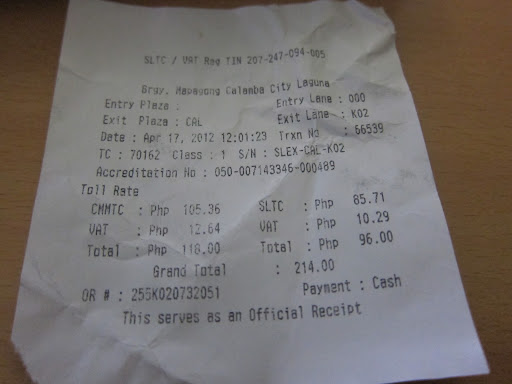 SLTC / VAT Reg TIN 207-247-094-005
Brgy. Mapagong Calamba City Laguna
Entry Plaza : Entry Lane : 000
Exit Plaza : CAL Exit Lane : K02
Date : Apr 17, 2012 12:01:23 Trxn No : 66539
TC : 70162 Class : 1 S/N : SLEX-CAL-K02
Accreditation No : 050-007143346-000489
Toll Rate
CMMTC : Php 105.36 SLTC : Php 85.71
VAT : Php 12.64 VAT : Php 10.29
Total : Php 118.00 Total : Php 96.00
Grand Total : 214.00
OR # : 255K020732051 Payment : Cash
This serves as an Official Receipt